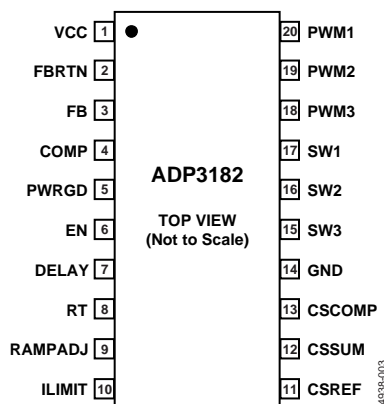 VCC 1
FBRTN 2
FB 3
COMP 4
PWRGD 5
EN 6
DELAY 7
RT 8
RAMPADJ 9
ILIMIT 10
ADP3182
TOP VIEW
(Not to Scale)
20 PWM1
19 PWM2
18 PWM3
17 SW1
16 SW2
15 SW3
14 GND
13 CSCOMP
12 CSSUM
11 CSREF
4938-003